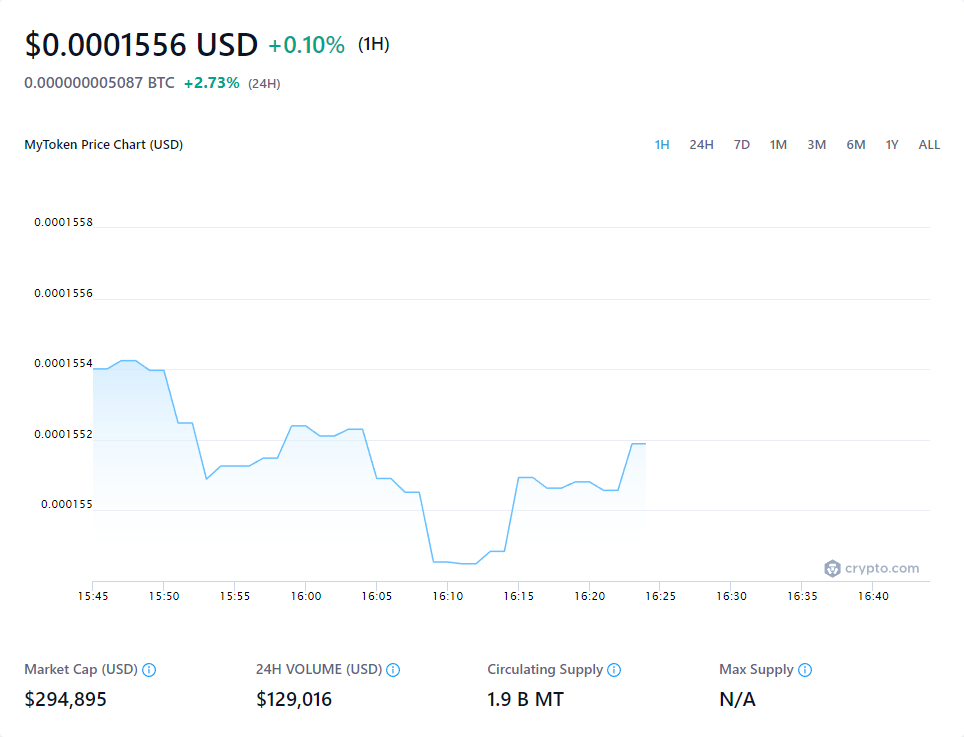 $0.0001556 USD +0.10% (1H)
0.000000005087 BTC +2.73% (24H)
MyToken Price Chart (USD) 1H 24H 7D 1M 3M 6M 1Y ALL
0.0001558
0.0001556
0.0001554
0.0001552
0.000155
crypto.com
15:45 15:50 15:55 16:00 16:05 16:10 16:15 16:20 16:25 16:30 16:35 16:40
Market Cap (USD) 24H VOLUME (USD) Circulating Supply Max Supply
$294,895 $129,016 1.9 B MT N/A